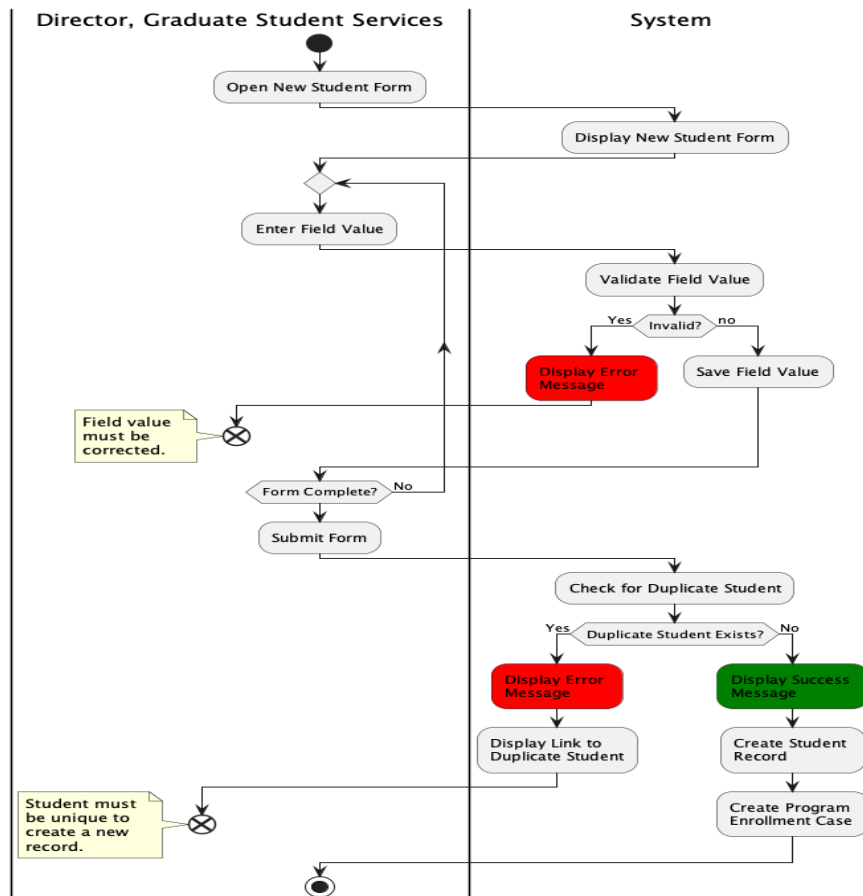 Director, Graduate Student Services
System
Open New Student Form
Display New Student Form
Enter Field Value
Validate Field Value
Yes
Invalid?
no
Display Error
Message
Save Field Value
Field value
must be
corrected.
Form Complete?
No
Submit Form
Check for Duplicate Student
Yes
Duplicate Student Exists?
No
Display Error
Message
Display Success
Message
Display Link to
Duplicate Student
Create Student
Record
Student must
be unique to
create a new
record.
Create Program
Enrollment Case